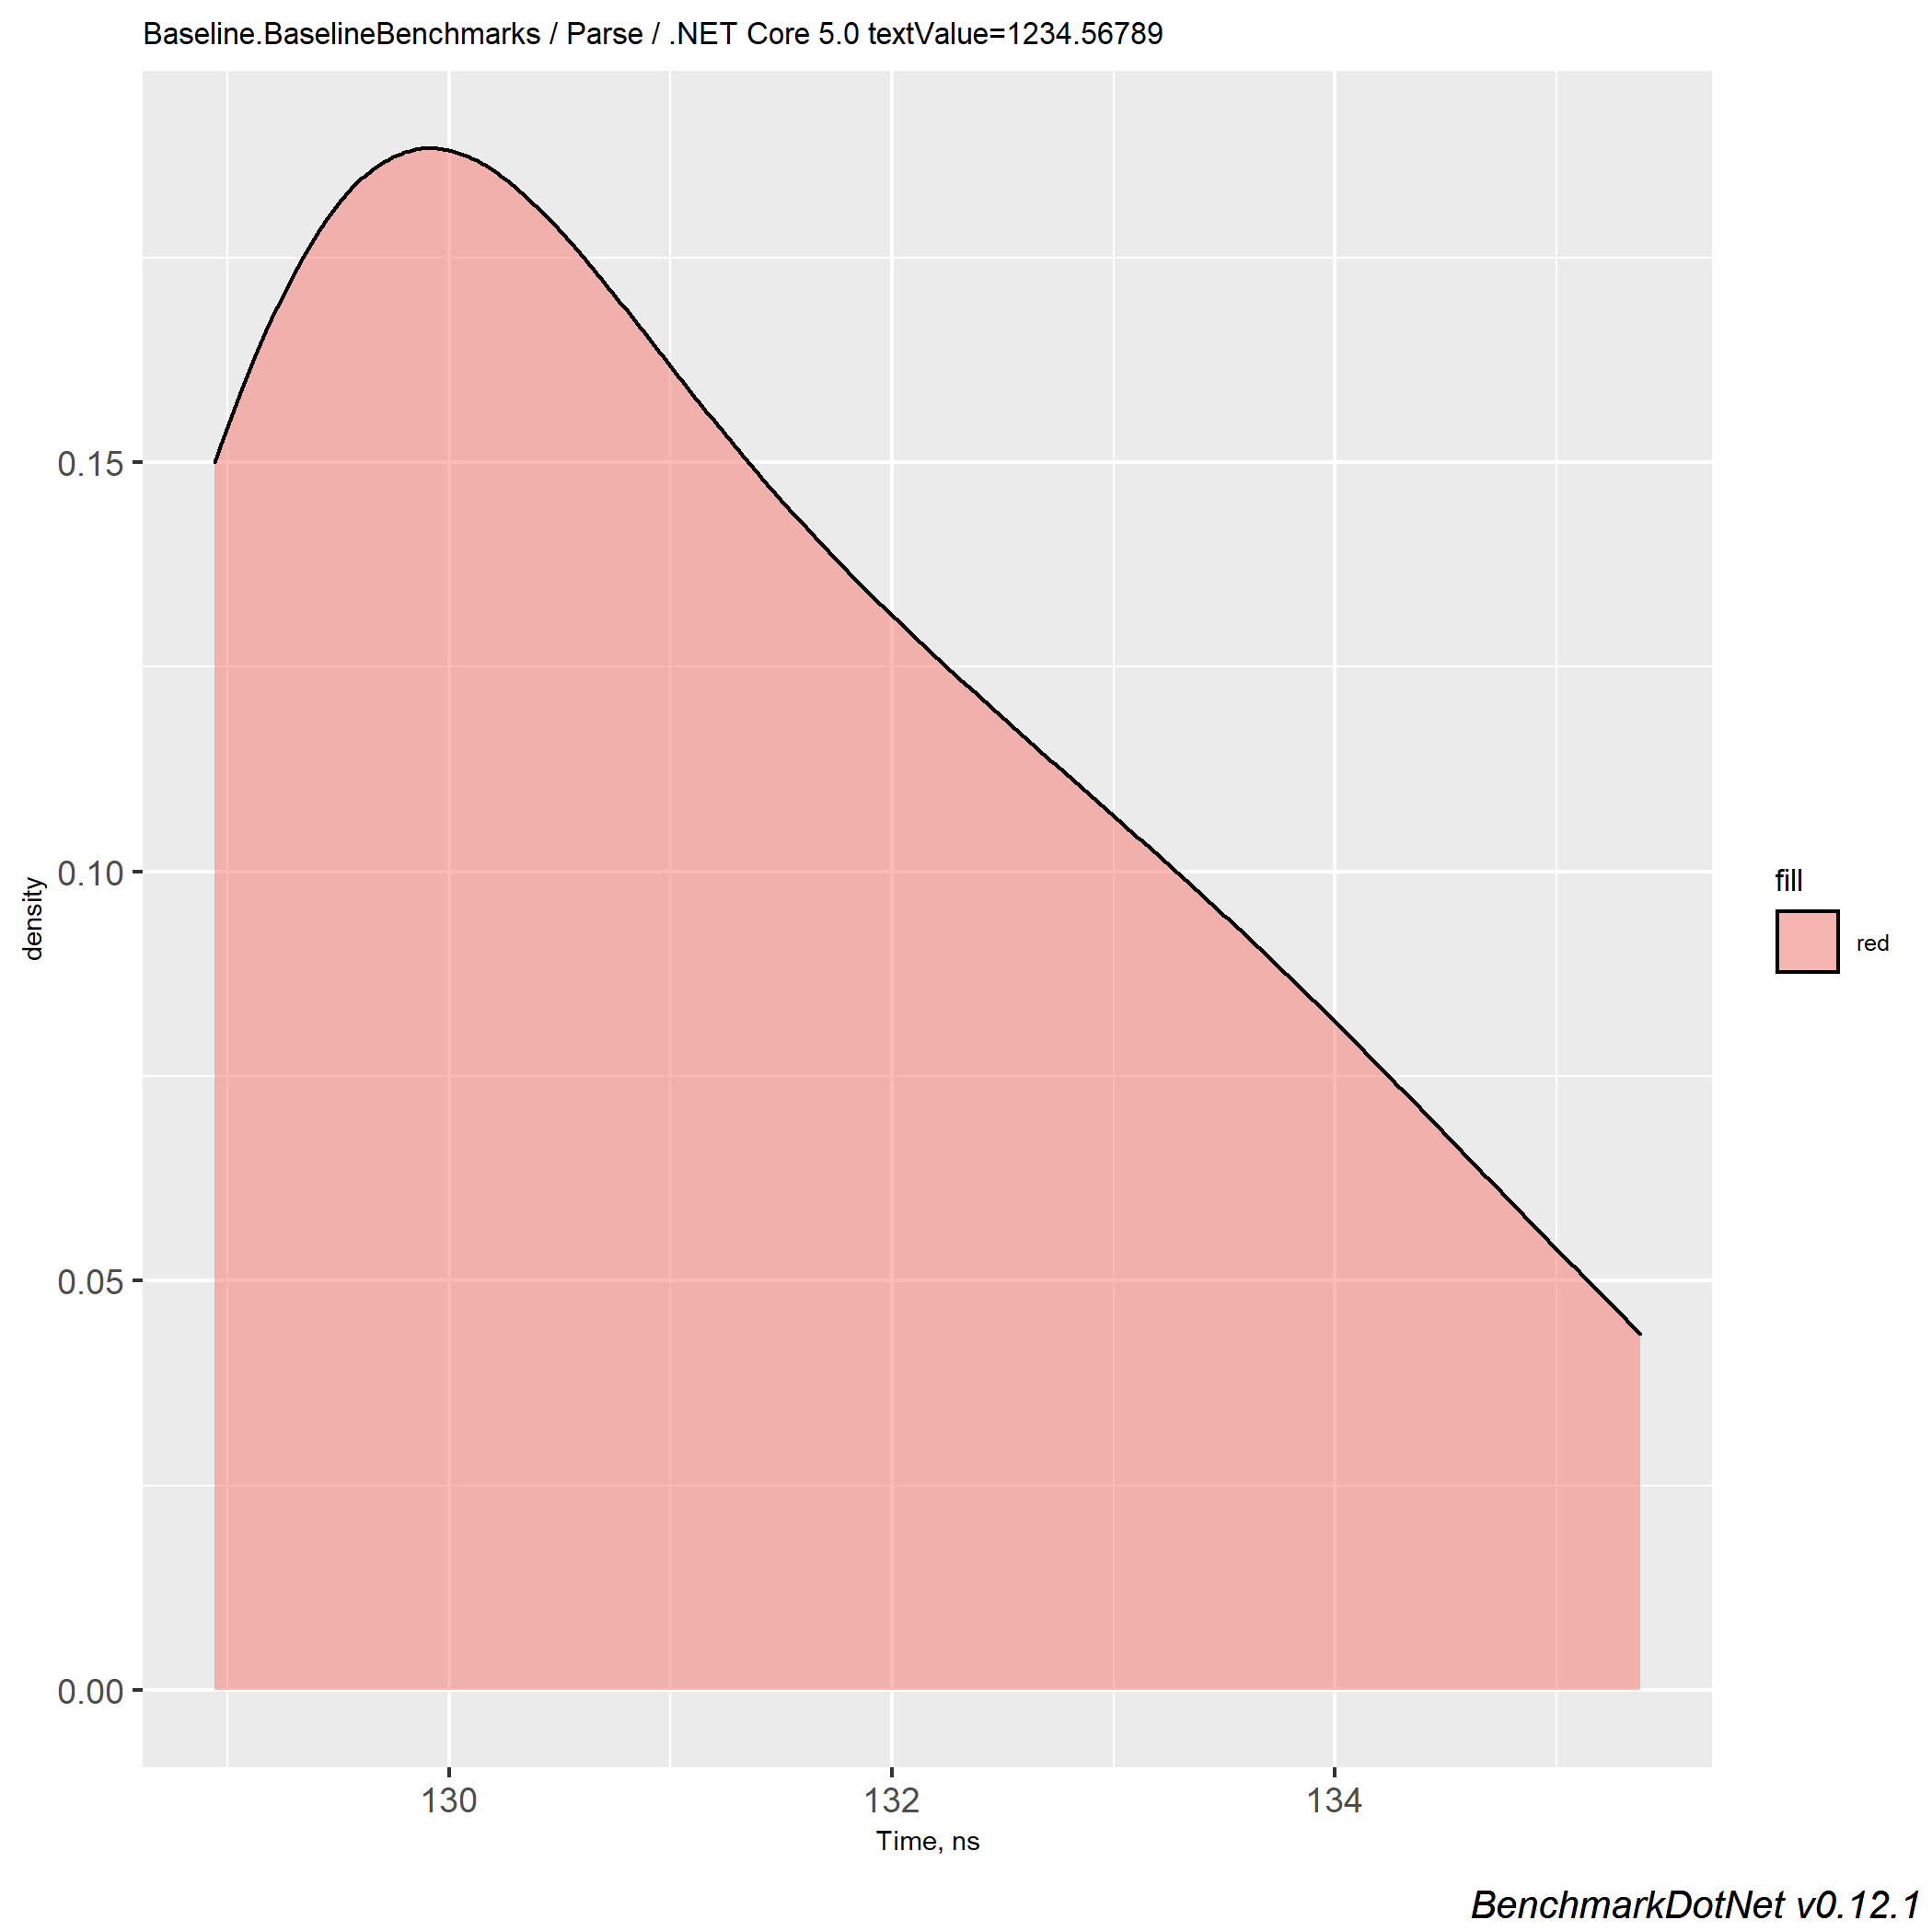 Baseline.BaselineBenchmarks / Parse / .NET Core 5.0 textValue=1234.56789
0.15
0.10
0.05
0.00
density
130 132 134
Time, ns
fill
red
BenchmarkDotNet v0.12.1